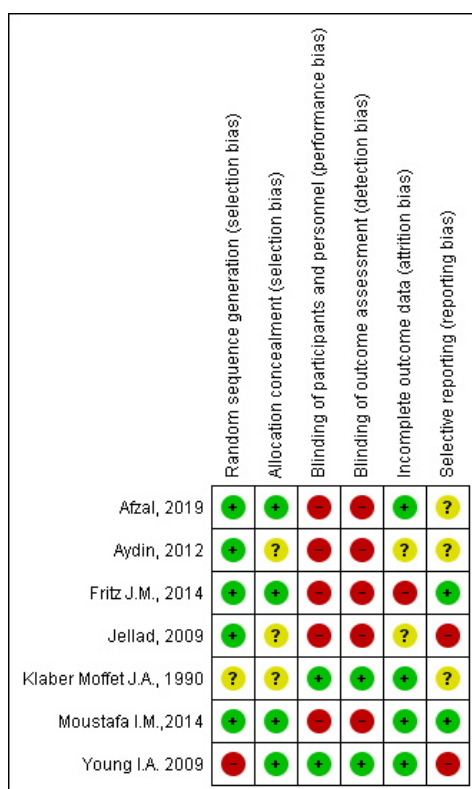 Random sequence generation (selection bias)
Allocation concealment (selection bias)
Blinding of participants and personnel (performance bias)
Blinding of outcome assessment (detection bias)
Incomplete outcome data (attrition bias)
Selective reporting (reporting bias)
Afzal, 2019 + + - - + ?
Aydin, 2012 + ? - - ? ?
Fritz J.M., 2014 + + - - - +
Jellad, 2009 + ? - - ? -
Klaber Moffet J.A., 1990 ? ? + + + ?
Moustafa I.M.,2014 + + - - + +
Young I.A. 2009 - + + + + -